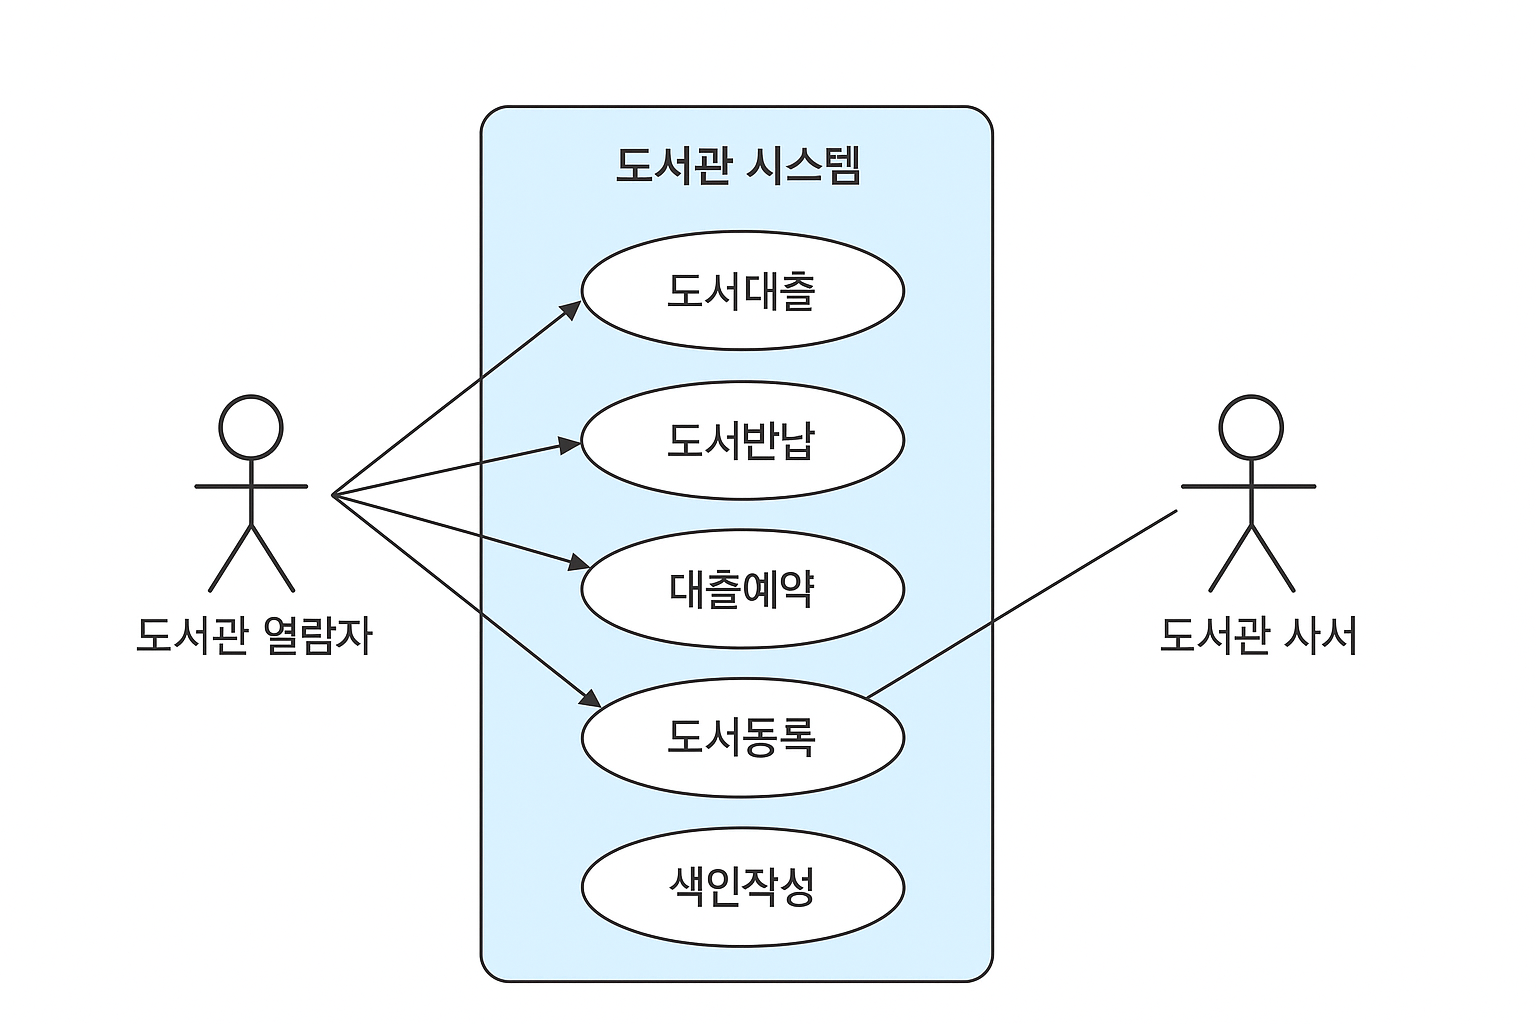 도서관 시스템
도서대출
도서반납
대출예약
도서동록
색인작성
도서관 열람자
도서관 사서